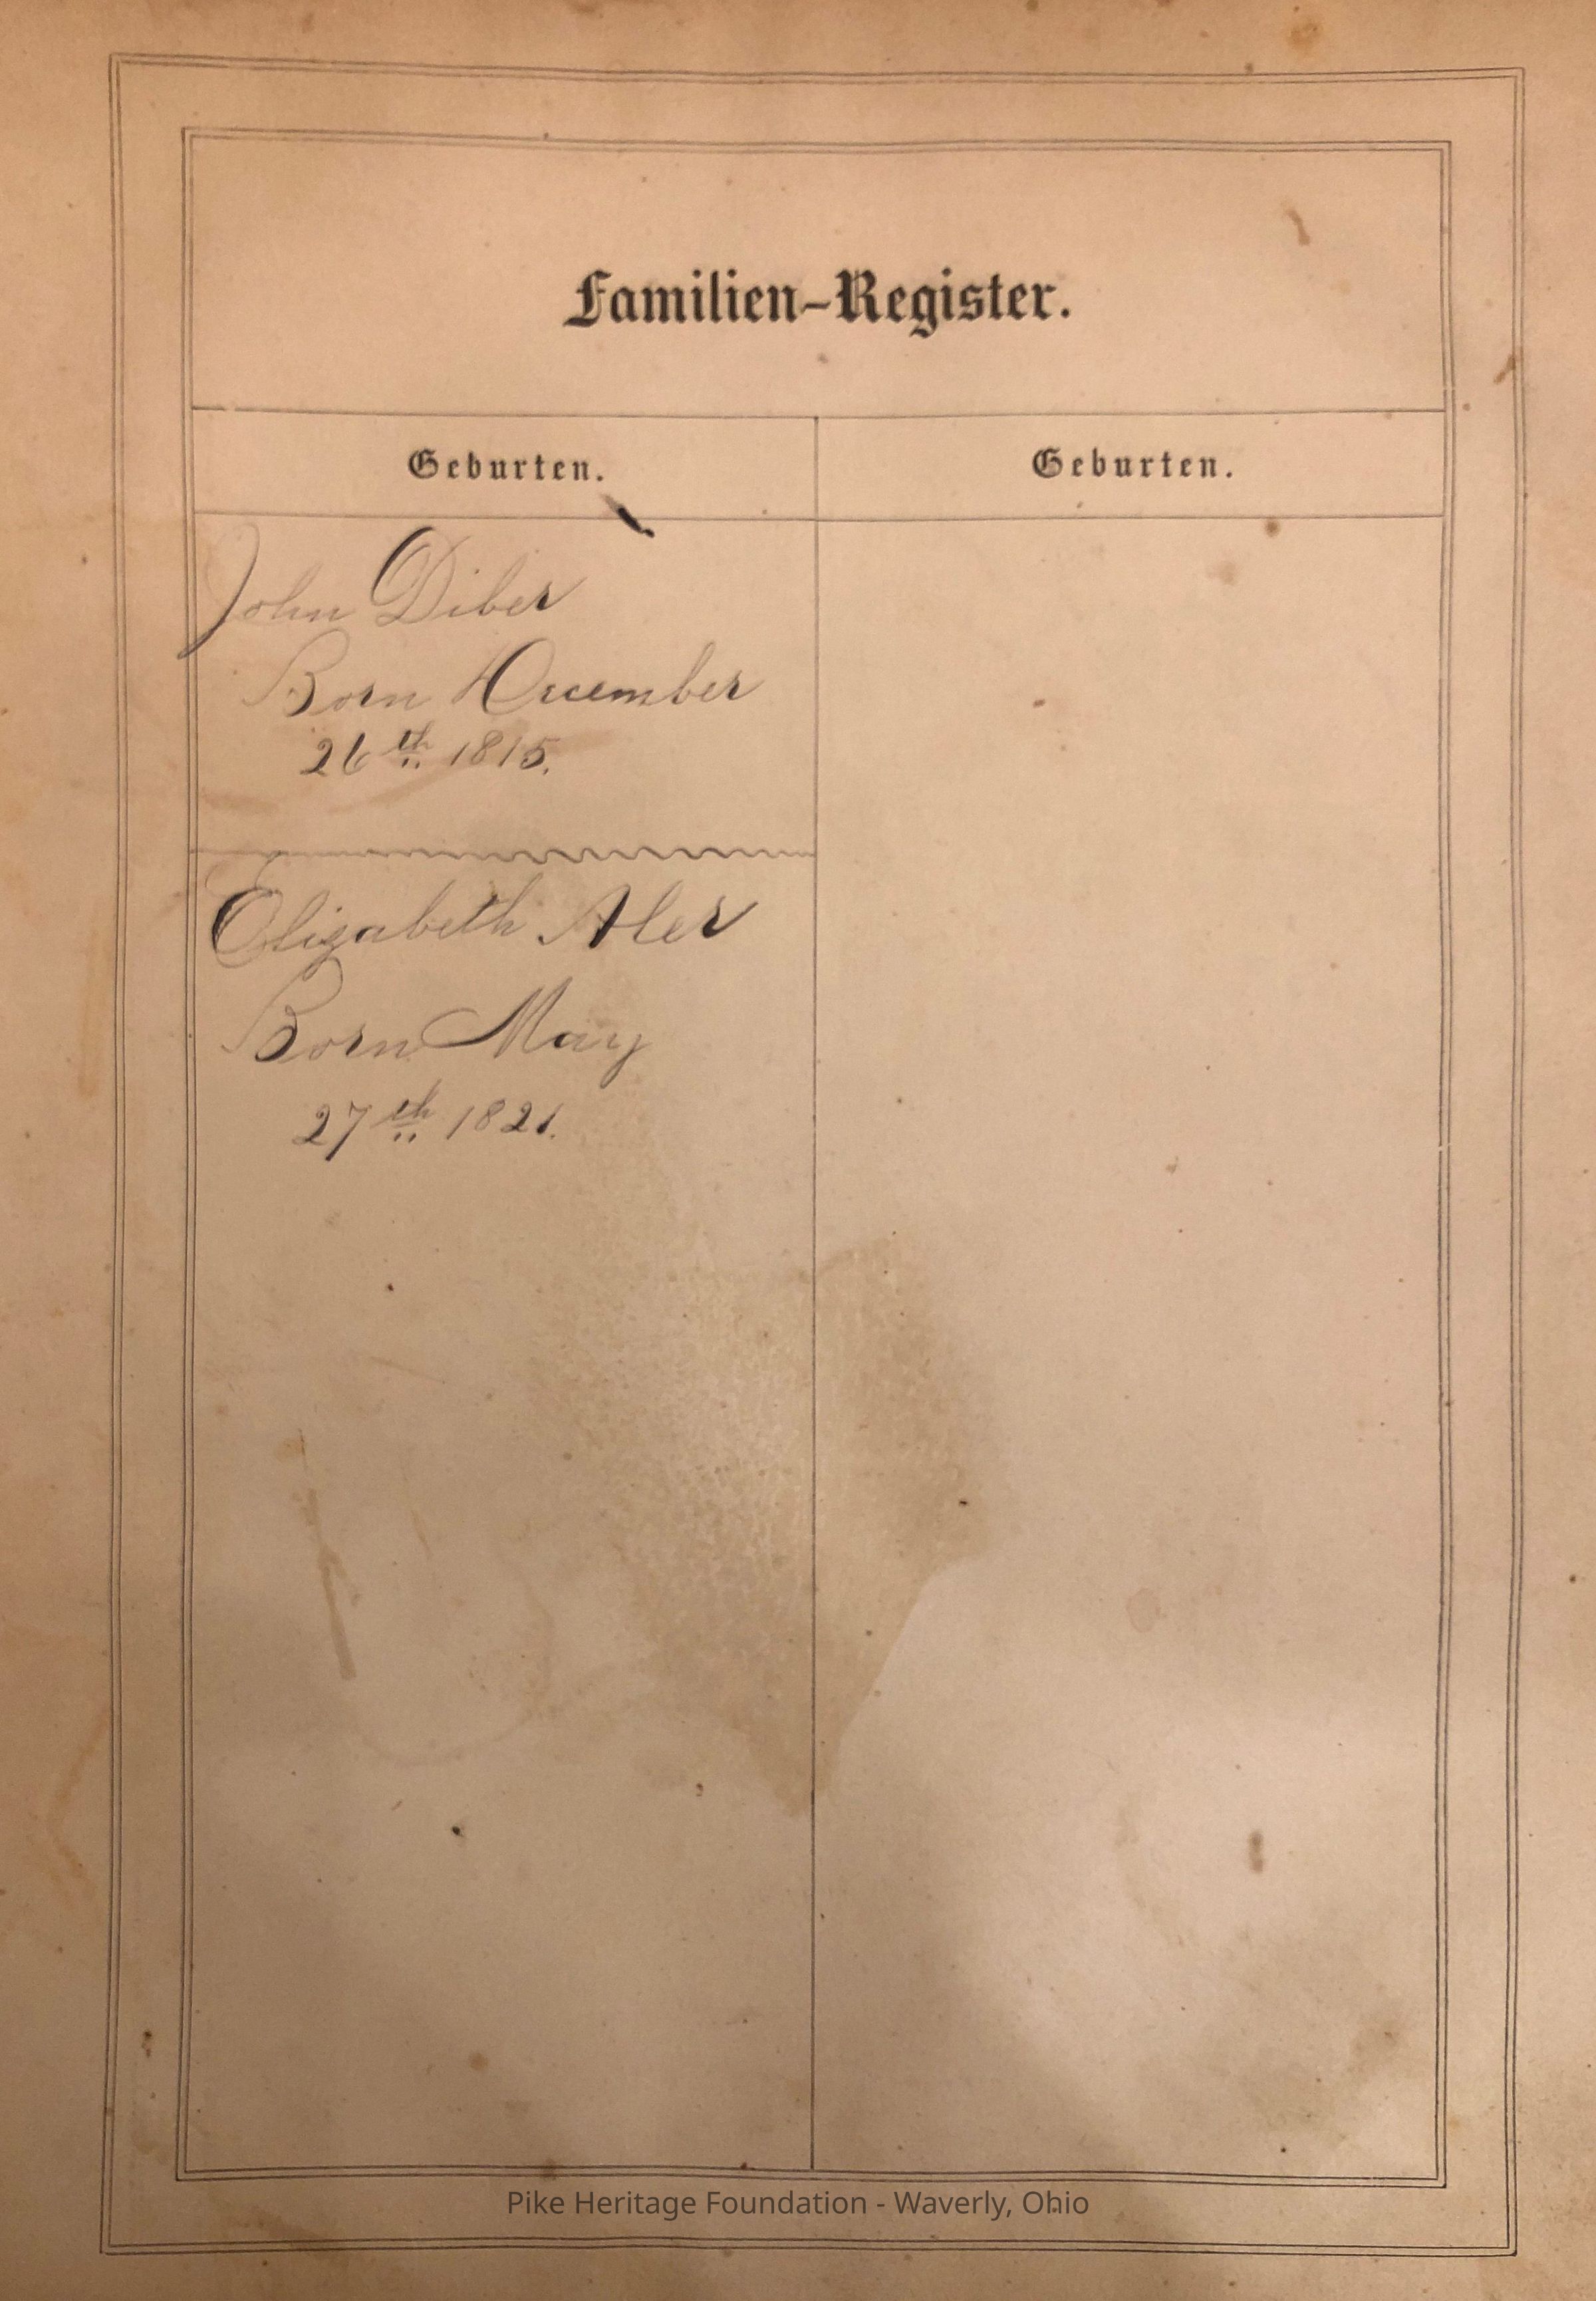 Familien-Register.
Geburten.
Geburten.
John Diber
Born December
26th 1815.
Elizabeth Aler
Born May
27th 1821.
Pike Heritage Foundation - Waverly, Ohio